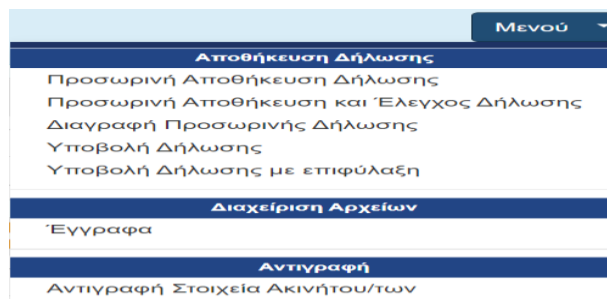 Μενού
Αποθήκευση Δήλωσης
Προσωρινή Αποθήκευση Δήλωσης
Προσωρινή Αποθήκευση και Έλεγχος Δήλωσης
Διαγραφή Προσωρινής Δήλωσης
Υποβολή Δήλωσης
Υποβολή Δήλωσης με επιφύλαξη
Διαχείριση Αρχείων
Έγγραφα
Αντιγραφή
Αντιγραφή Στοιχεία Ακινήτου/των